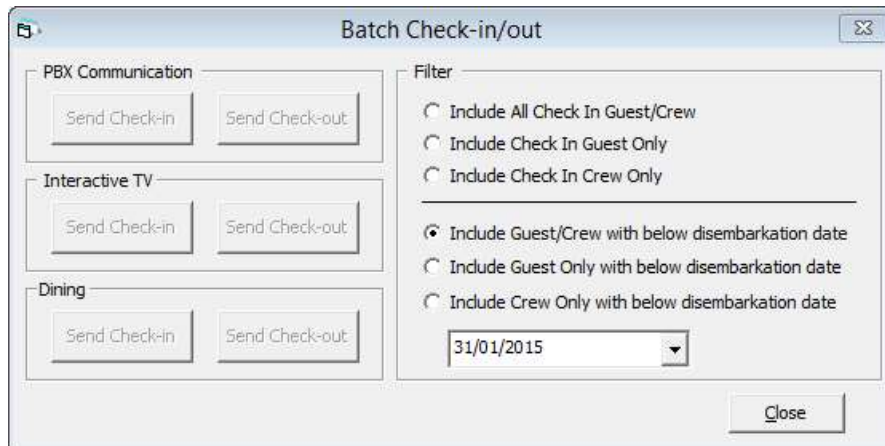 Batch Check-in/out
PBX Communication
Send Check-in
Send Check-out
Interactive TV
Send Check-in
Send Check-out
Dining
Send Check-in
Send Check-out
Filter
Include All Check In Guest/Crew
Include Check In Guest Only
Include Check In Crew Only
Include Guest/Crew with below disembarkation date
Include Guest Only with below disembarkation date
Include Crew Only with below disembarkation date
31/01/2015
Close